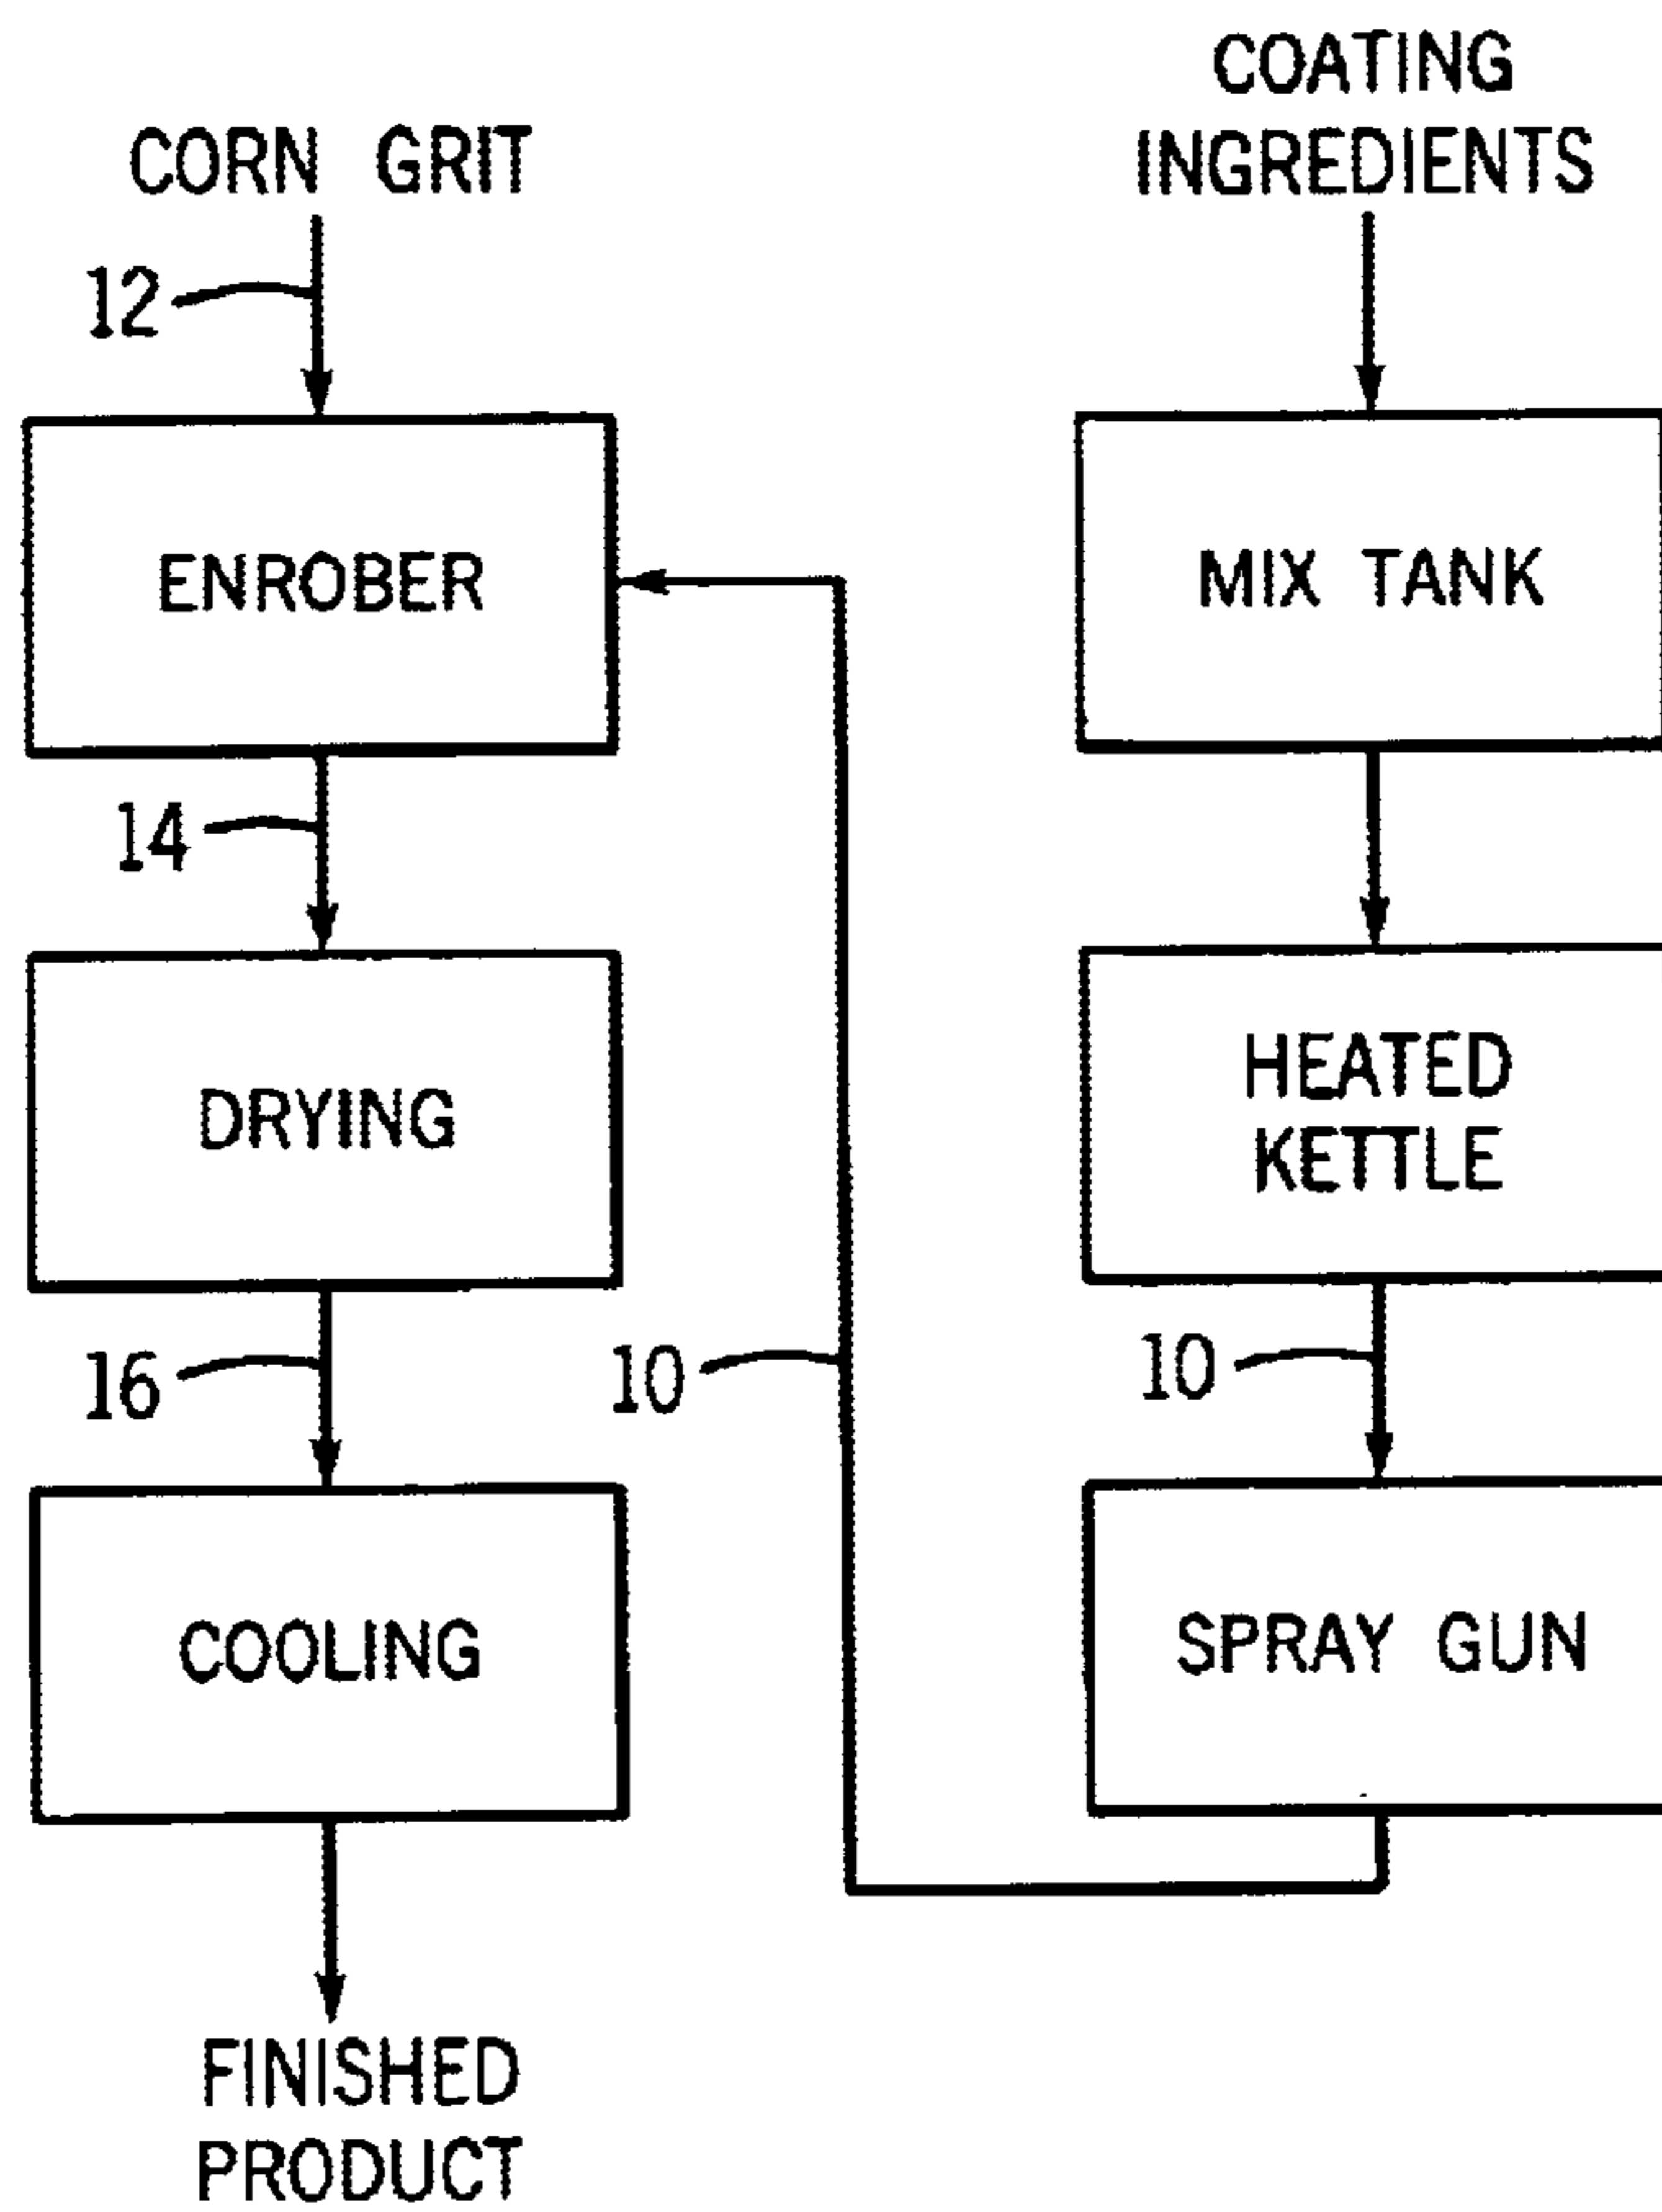 COATING
INGREDIENTS
CORN GRIT
12
ENROBER
MIX TANK
14
DRYING
HEATED
KETTLE
16
10
10
COOLING
SPRAY GUN
FINISHED
PRODUCT